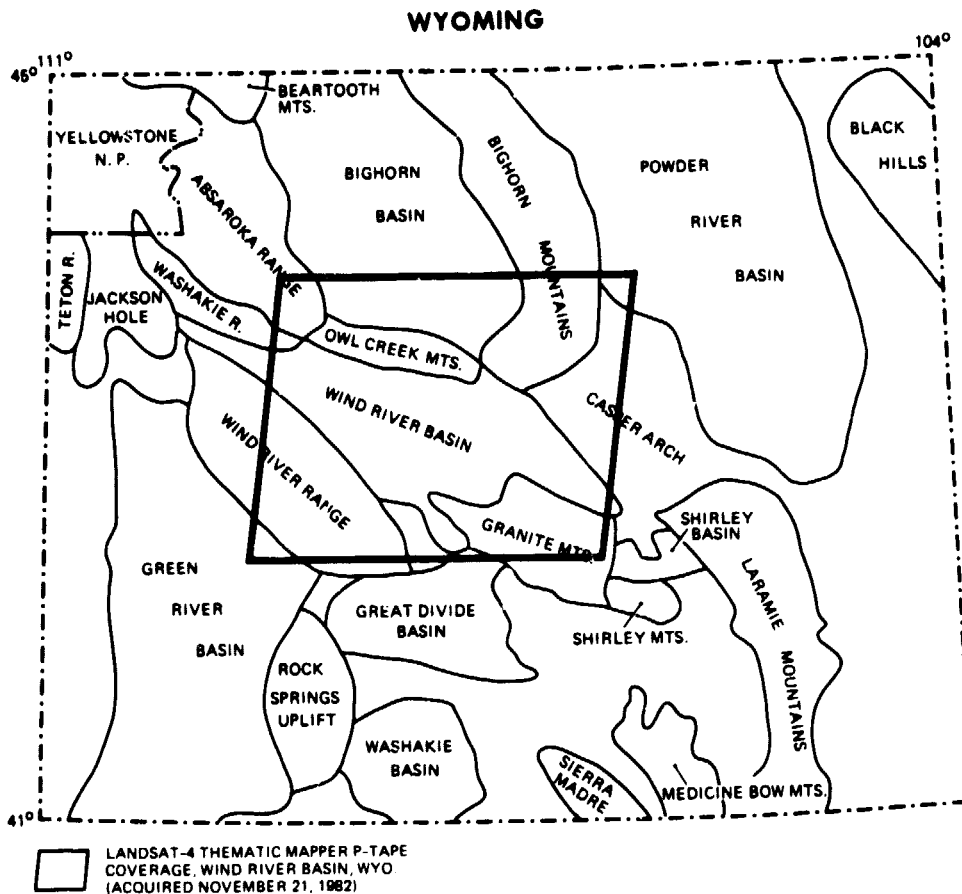 WYOMING
111°
104°
45°
BEARTOOTH
MTS.
YELLOWSTONE
N. P.
ABSAROKA RANGE
BIGHORN
BASIN
BIGHORN
MOUNTAINS
POWDER
RIVER
BASIN
BLACK
HILLS
TETON R.
JACKSON
HOLE
WASHAKIE R.
OWL CREEK MTS.
WIND RIVER BASIN
CASPER ARCH
WIND RIVER RANGE
GRANITE MTS.
SHIRLEY
BASIN
GREEN
RIVER
BASIN
GREAT DIVIDE
BASIN
SHIRLEY MTS.
LARAMIE
MOUNTAINS
ROCK
SPRINGS
UPLIFT
WASHAKIE
BASIN
SIERRA
MADRE
MEDICINE BOW MTS.
41°
LANDSAT-4 THEMATIC MAPPER P-TAPE
COVERAGE, WIND RIVER BASIN, WYO
(ACQUIRED NOVEMBER 21, 1982)